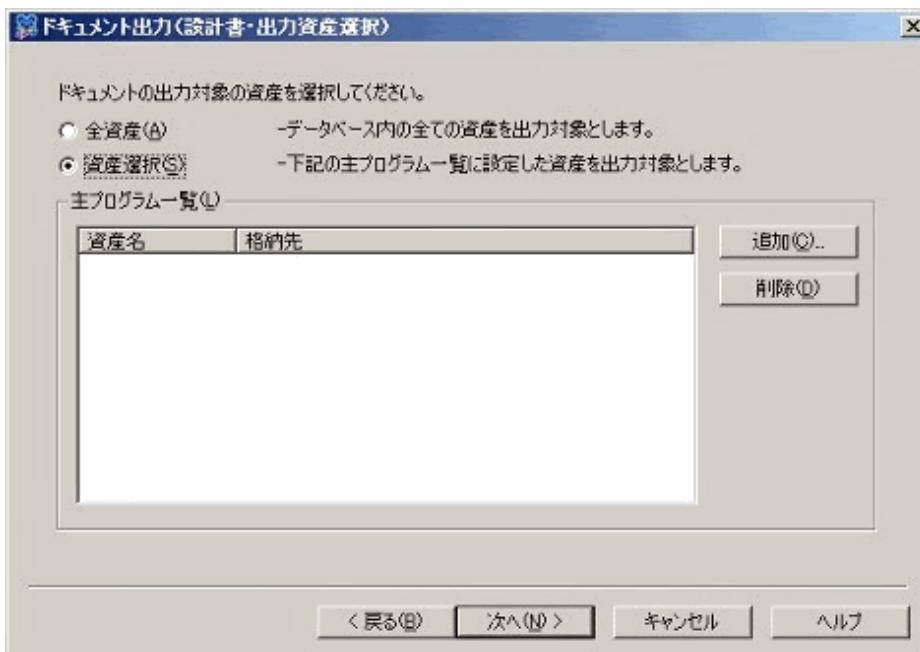 ドキュメント出力(設計書・出力資産選択)
ドキュメントの出力対象の資産を選択してください。
全資産(A) -データベース内の全ての資産を出力対象とします。
資産選択(S) -下記の主プログラム一覧に設定した資産を出力対象とします。
主プログラム一覧(L)
資産名 格納先
追加(C)..
削除(D)
< 戻る(B) 次へ(N) > キャンセル ヘルプ